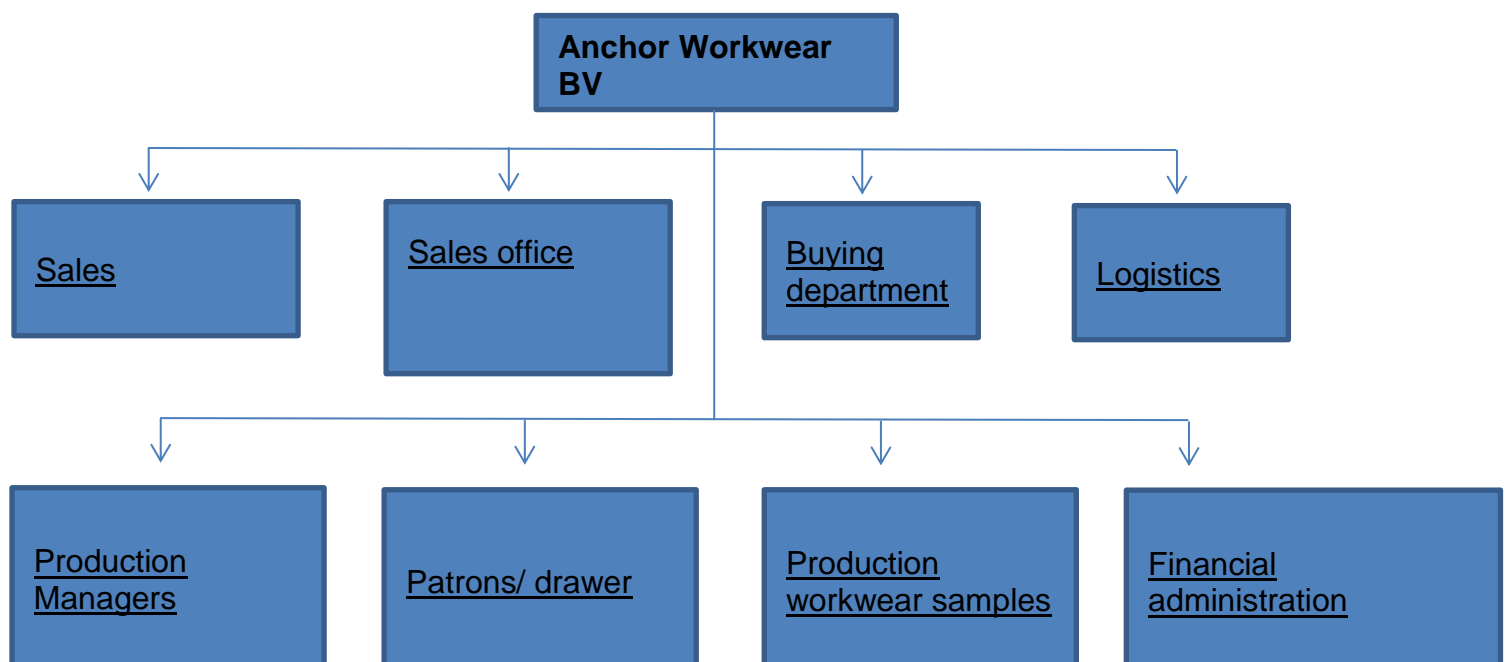 Anchor Workwear
BV
Sales
Sales office
Buying
department
Logistics
Production
Managers
Patrons/ drawer
Production
workwear samples
Financial
administration